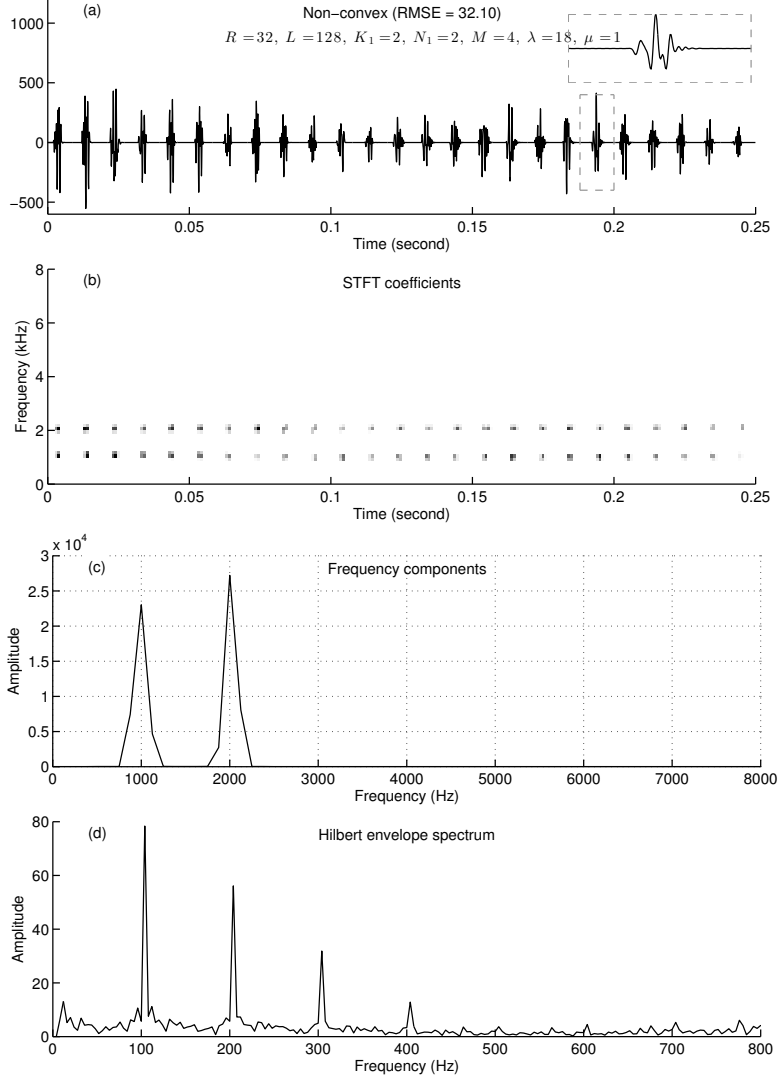 (a)
Non−convex (RMSE = 32.10)
R =32, L =128, K₁ =2, N₁ =2, M =4, λ =18, μ =1
1000
500
0
−500
0 0.05 0.1 0.15 0.2 0.25
Time (second)
(b)
STFT coefficients
Frequency (kHz)
8
6
4
2
0
0 0.05 0.1 0.15 0.2 0.25
Time (second)
x 10⁴
(c)
Frequency components
Amplitude
3
2.5
2
1.5
1
0.5
0
0 1000 2000 3000 4000 5000 6000 7000 8000
Frequency (Hz)
(d)
Hilbert envelope spectrum
Amplitude
80
60
40
20
0
0 100 200 300 400 500 600 700 800
Frequency (Hz)